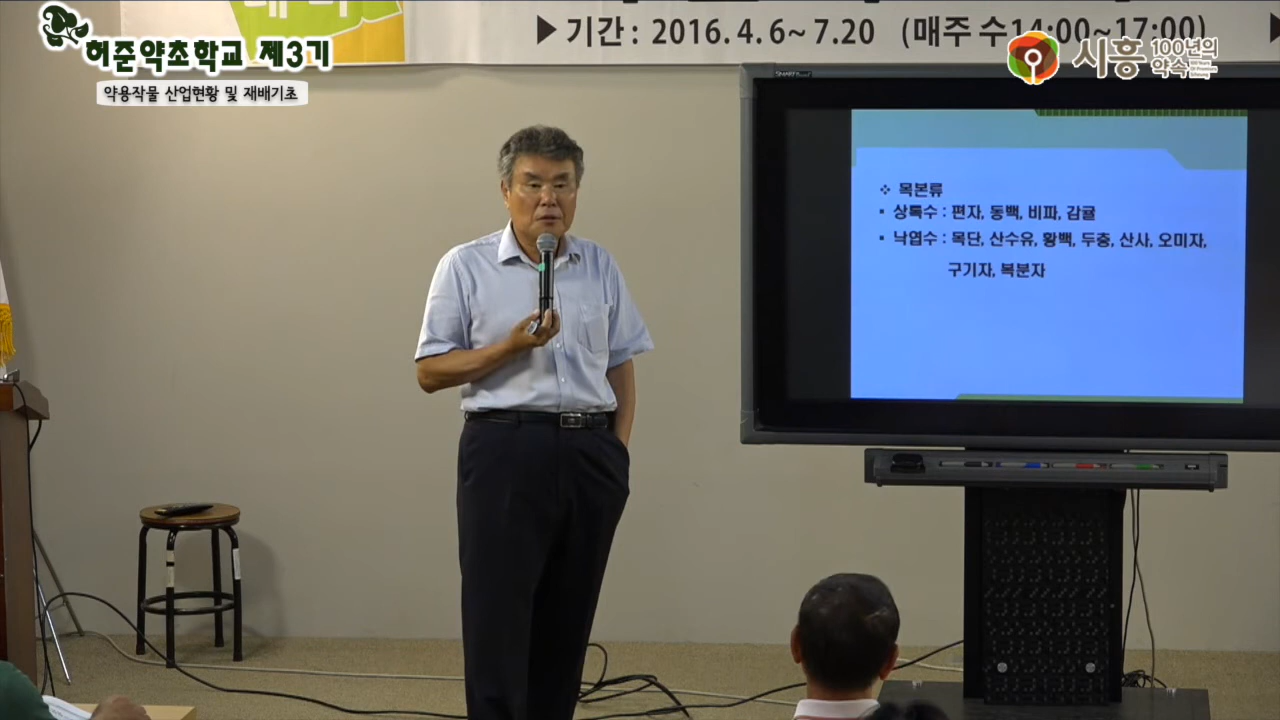 허준약초학교 제3기
약용작물 산업현황 및 재배기초
▶기간 : 2016. 4. 6~ 7.20 (매주 수14:00~17:00)
시흥 100년의 약속
SMART
❖ 목본류
▪ 상록수 : 편자, 동백, 비파, 감귤
▪ 낙엽수 : 목단, 산수유, 황백, 두충, 산사, 오미자,
구기자, 복분자